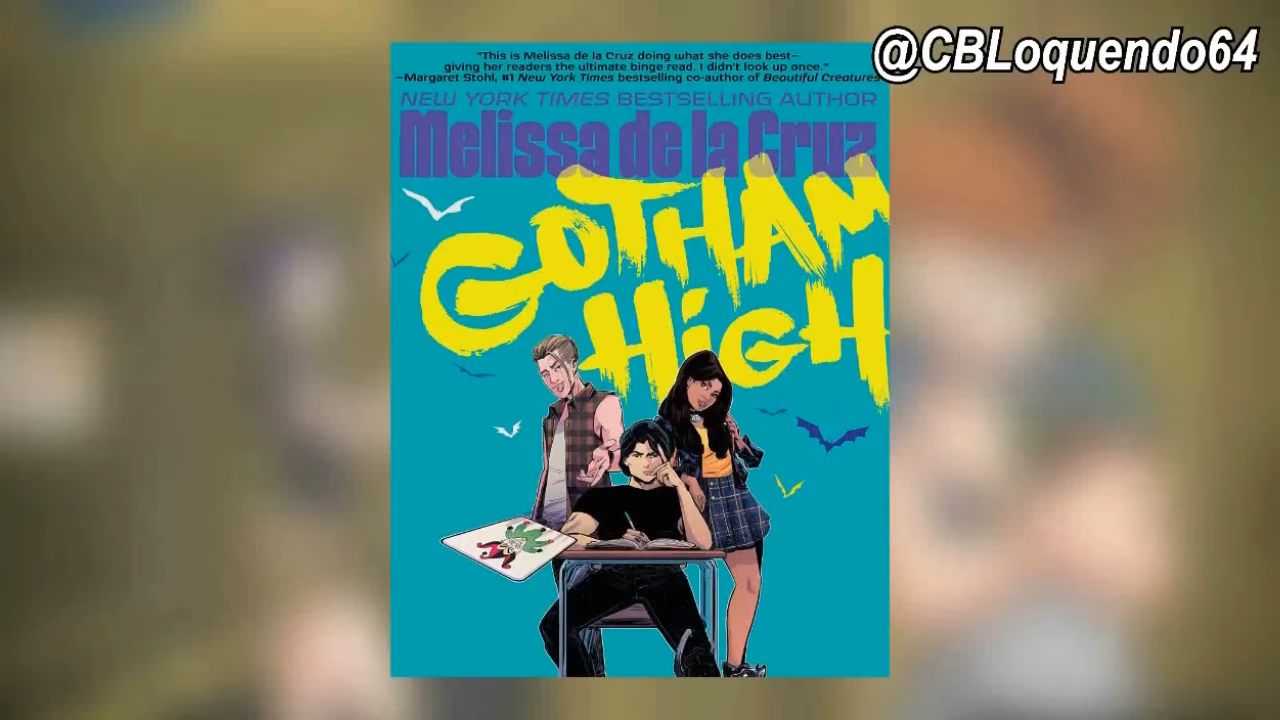 @CBLoquendo64
"This is Melissa de la Cruz doing what she does best—
giving her readers the ultimate binge read. I didn't look up once."
—Margaret Stohl, #1 New York Times bestselling co-author of Beautiful Creatures
NEW YORK TIMES BESTSELLING AUTHOR
Melissa de la Cruz
GOTHAM
HiGH